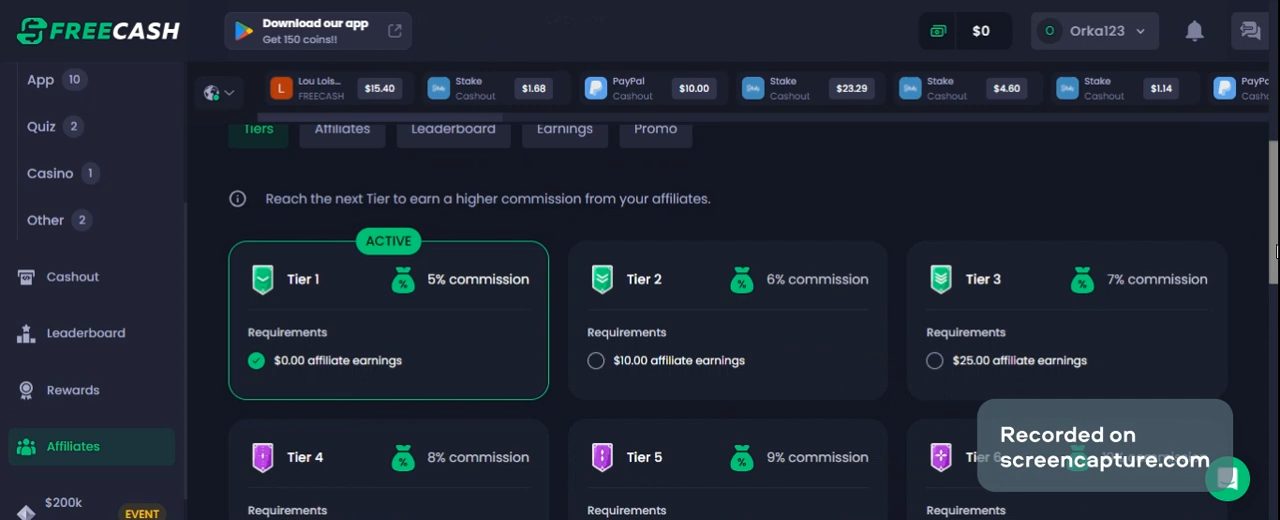 FREECASH
Download our app
Get 150 coins!!
$0
O
Orka123
App 10
Quiz 2
Casino 1
Other 2
Cashout
Leaderboard
Rewards
Affiliates
$200k
EVENT
L
Lou Lols...
FREECASH
$15.40
Stake
Cashout
$1.68
PayPal
Cashout
$10.00
Stake
Cashout
$23.29
Stake
Cashout
$4.60
Stake
Cashout
$1.14
Tiers
Affiliates
Leaderboard
Earnings
Promo
Reach the next Tier to earn a higher commission from your affiliates.
ACTIVE
Tier 1
5% commission
Requirements
$0.00 affiliate earnings
Tier 2
6% commission
Requirements
$10.00 affiliate earnings
Tier 3
7% commission
Requirements
$25.00 affiliate earnings
Tier 4
8% commission
Requirements
Tier 5
9% commission
Requirements
Tier 6
Requirements
Recorded on
screencapture.com